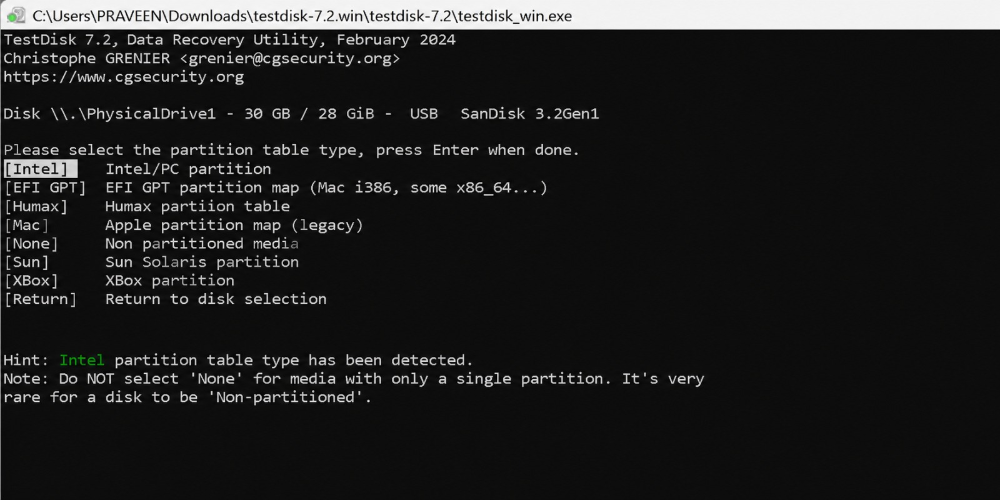 C:\Users\PRAVEEN\Downloads\testdisk-7.2.win\testdisk-7.2\testdisk_win.exe
TestDisk 7.2, Data Recovery Utility, February 2024
Christophe GRENIER <grenier@cgsecurity.org>
https://www.cgsecurity.org
Disk \\.\PhysicalDrive1 - 30 GB / 28 GiB -  USB  SanDisk 3.2Gen1
Please select the partition table type, press Enter when done.
[Intel]  Intel/PC partition
[EFI GPT]  EFI GPT partition map (Mac i386, some x86_64...)
[Humax]  Humax partiion table
[Mac]  Apple partition map (legacy)
[None]  Non partitioned media
[Sun]  Sun Solaris partition
[XBox]  XBox partition
[Return]  Return to disk selection
Hint: Intel partition table type has been detected.
Note: Do NOT select 'None' for media with only a single partition. It's very
rare for a disk to be 'Non-partitioned'.